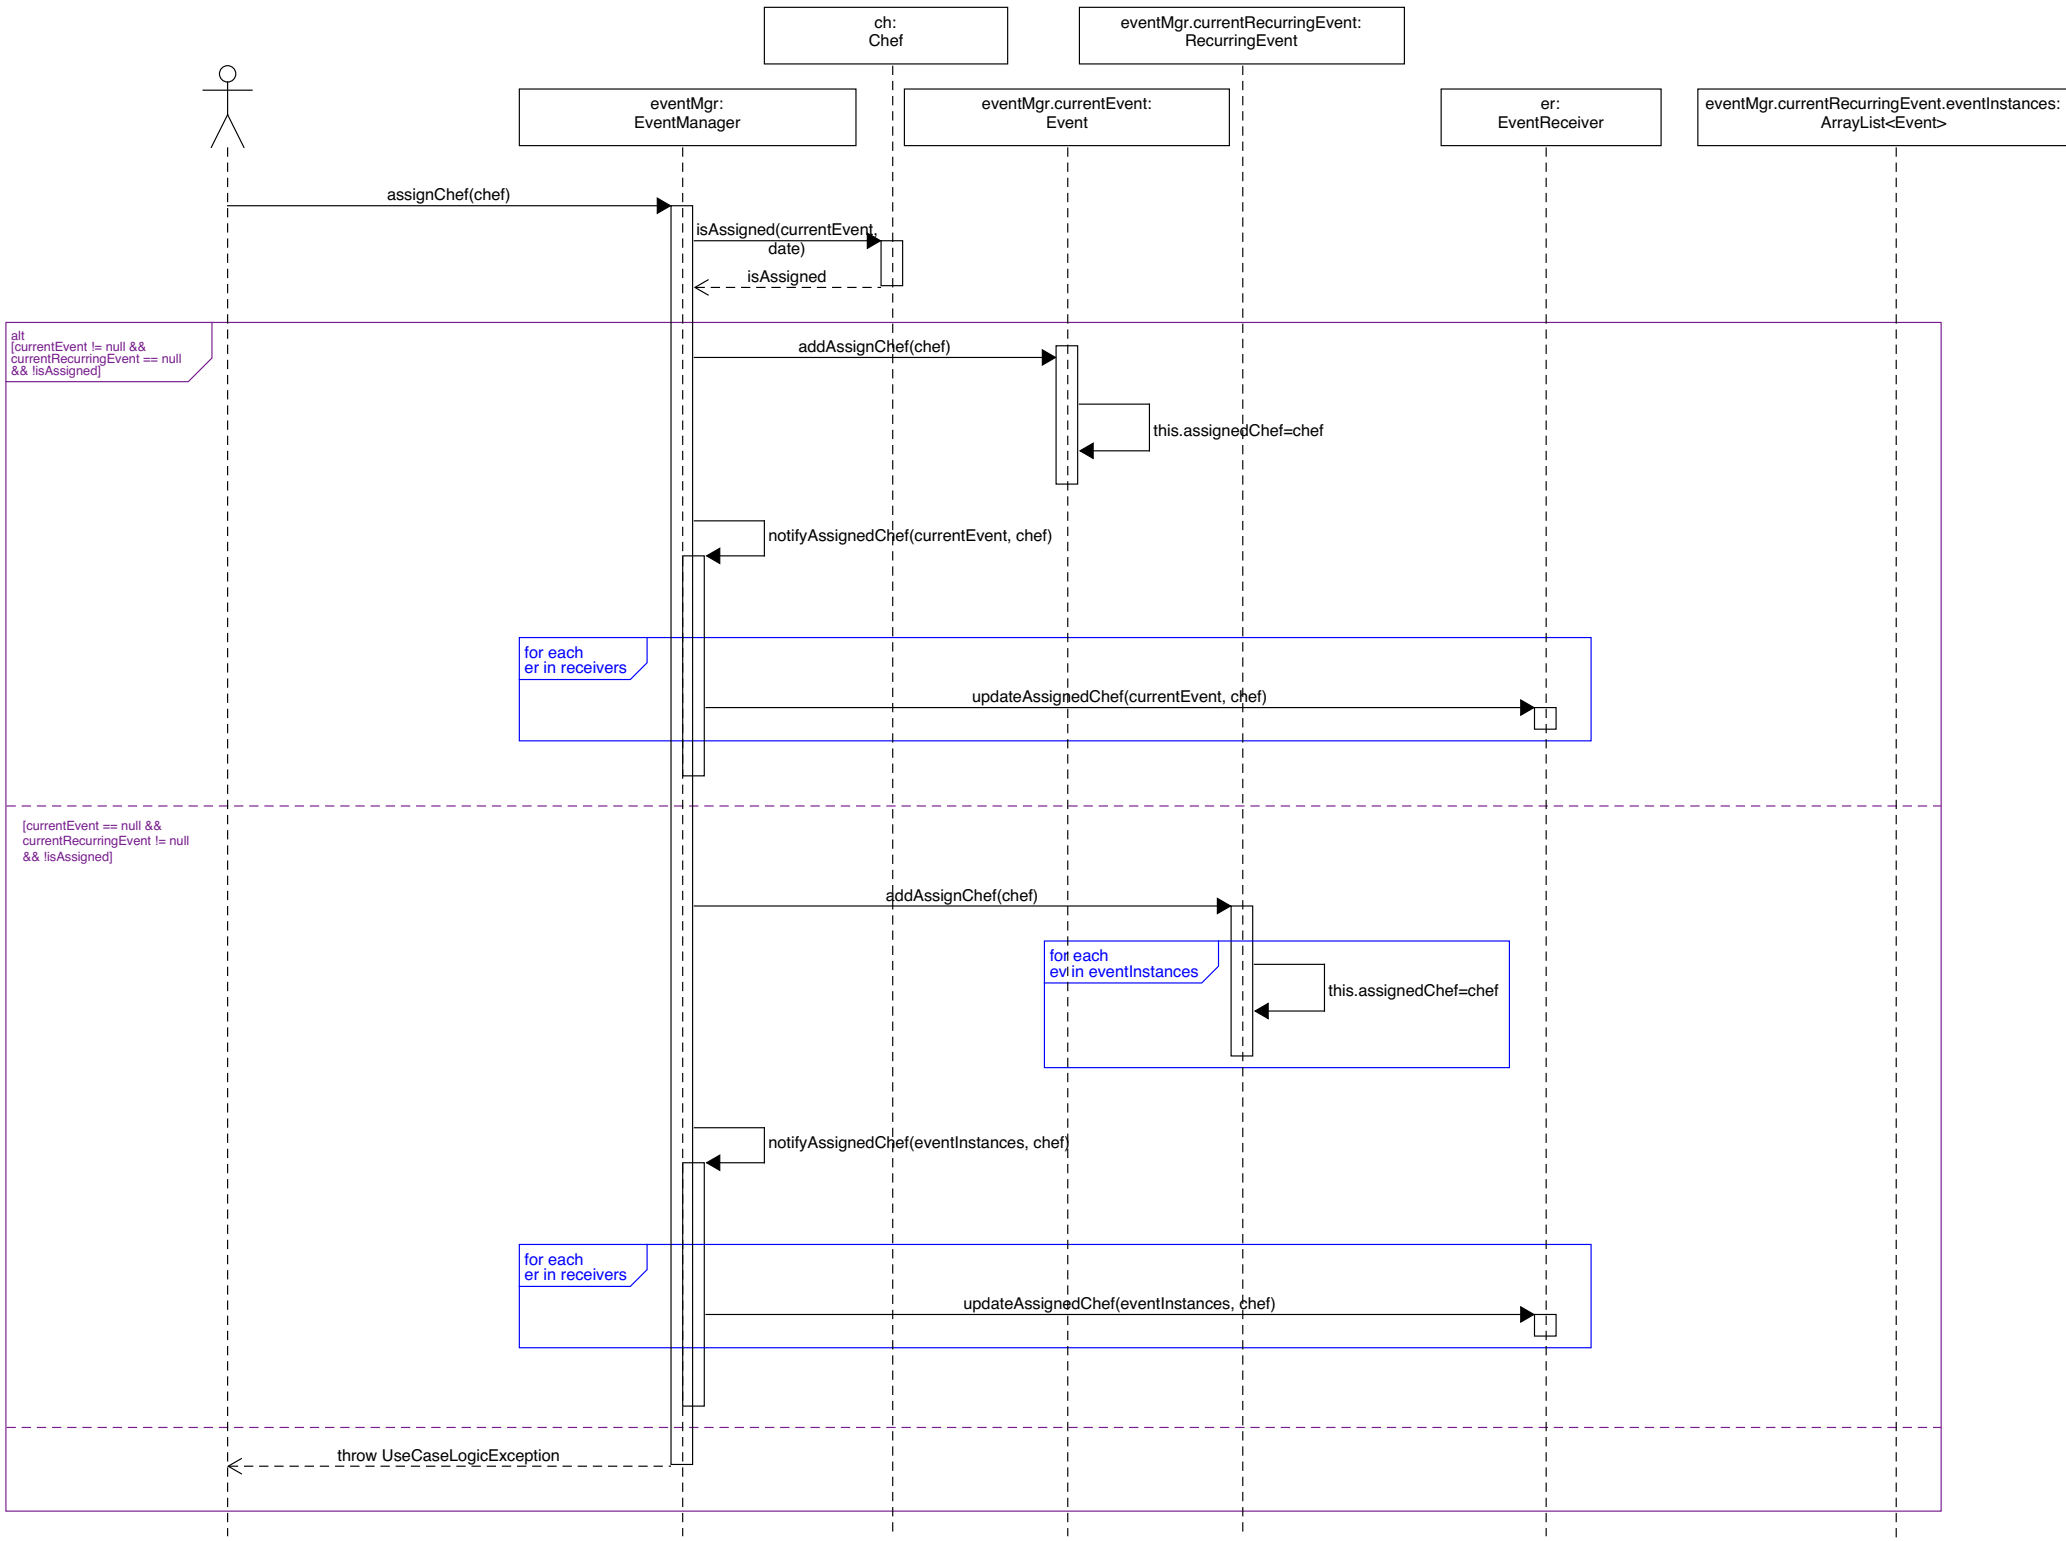 ch:
Chef
eventMgr.currentRecurringEvent:
RecurringEvent
eventMgr:
EventManager
eventMgr.currentEvent:
Event
er:
EventReceiver
eventMgr.currentRecurringEvent.eventInstances:
ArrayList<Event>
assignChef(chef)
isAssigned(currentEvent,
date)
isAssigned
alt
[currentEvent != null &&
currentRecurringEvent == null
&& !isAssigned]
addAssignChef(chef)
this.assignedChef=chef
notifyAssignedChef(currentEvent, chef)
for each
er in receivers
updateAssignedChef(currentEvent, chef)
[currentEvent == null &&
currentRecurringEvent != null
&& !isAssigned]
addAssignChef(chef)
for each
ev in eventInstances
this.assignedChef=chef
notifyAssignedChef(eventInstances, chef)
for each
er in receivers
updateAssignedChef(eventInstances, chef)
throw UseCaseLogicException